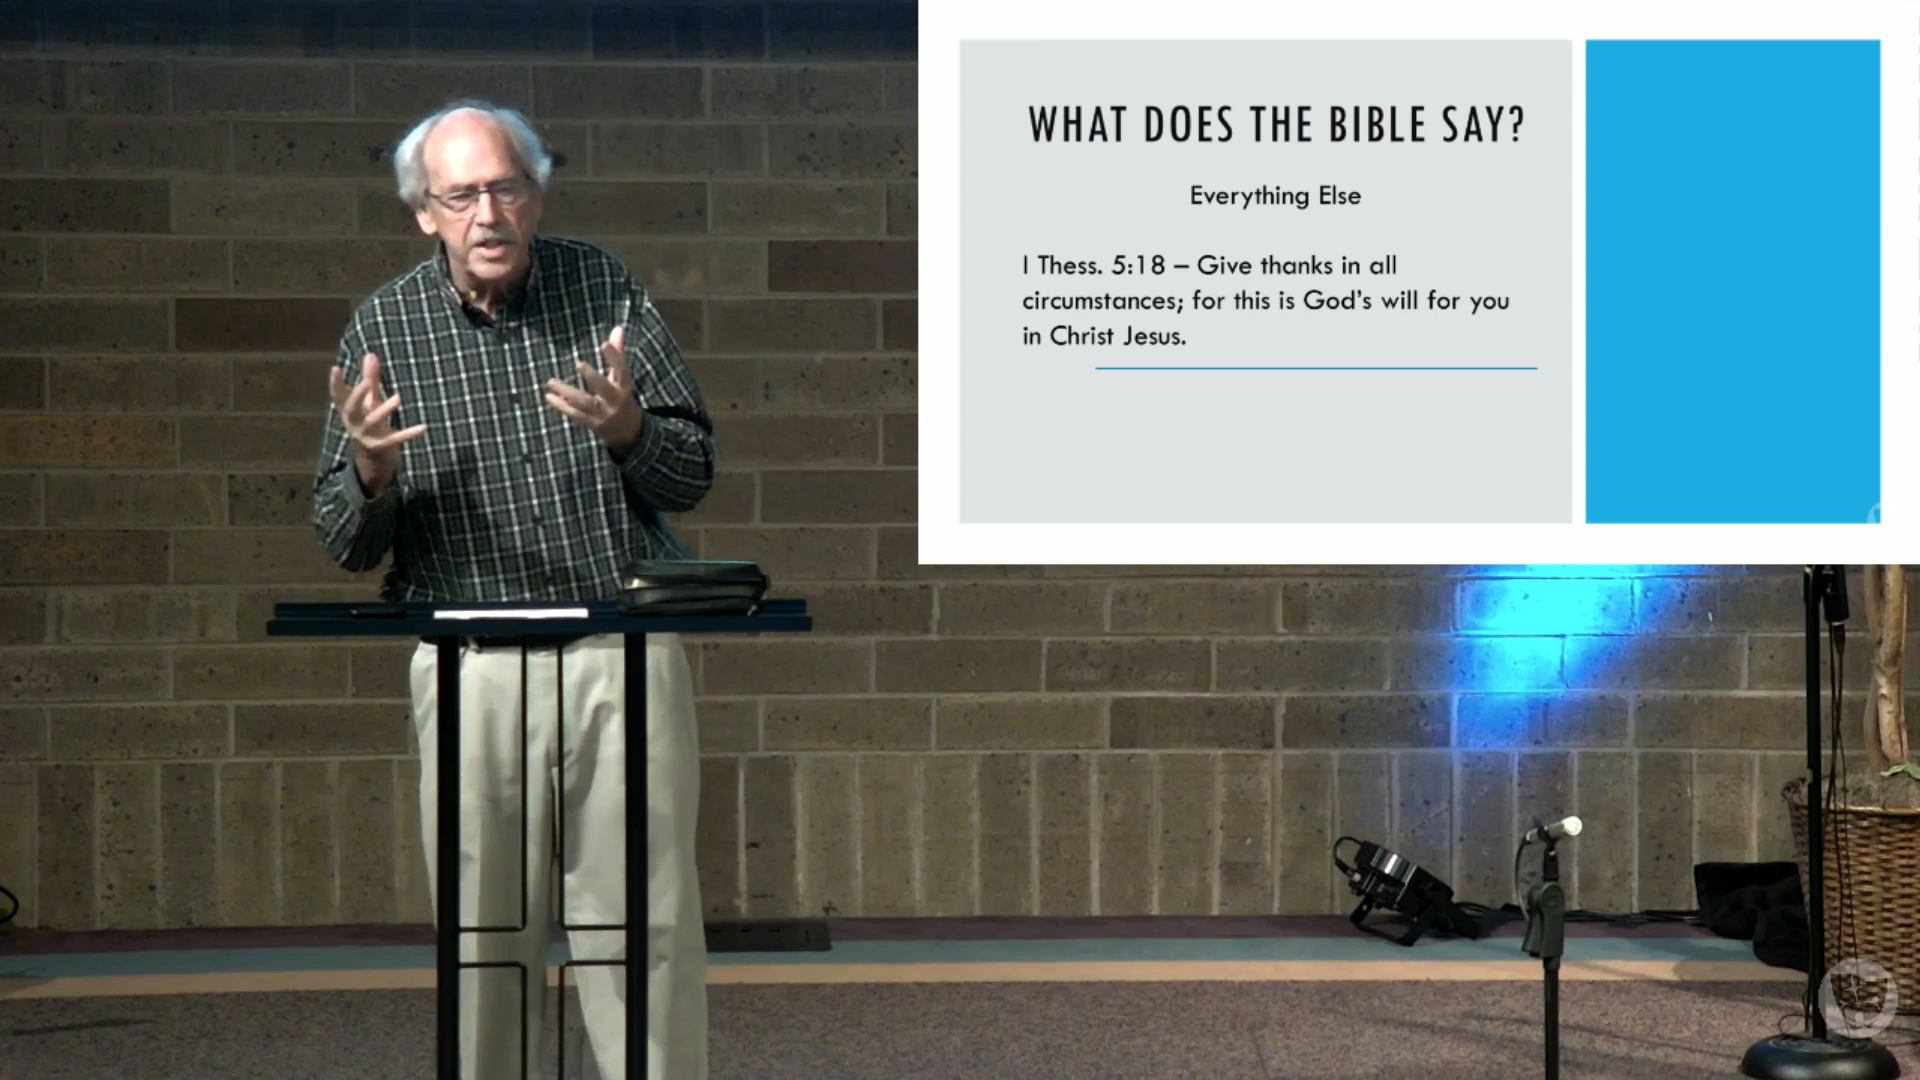 WHAT DOES THE BIBLE SAY?
Everything Else
I Thess. 5:18 – Give thanks in all
circumstances; for this is God's will for you
in Christ Jesus.